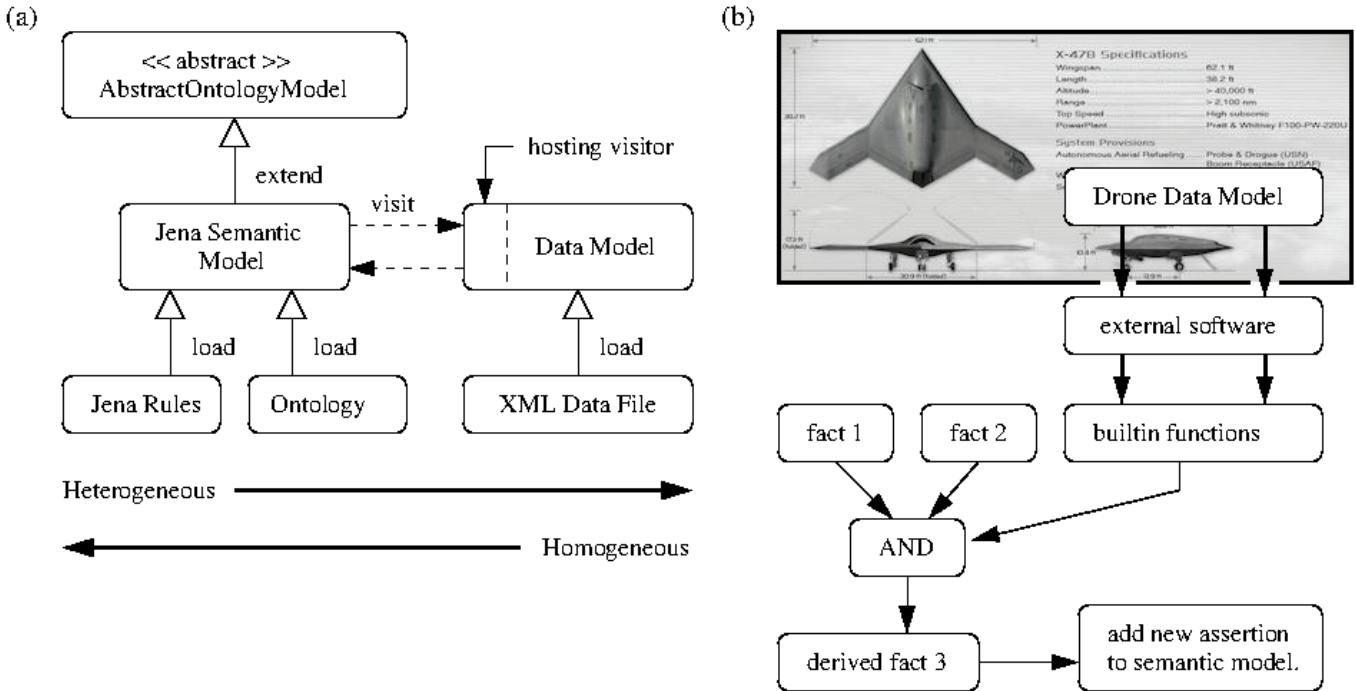 (a)
<< abstract >>
AbstractOntologyModel
hosting visitor
extend
visit
Jena Semantic
Model
Data Model
load
load
load
Jena Rules
Ontology
XML Data File
Heterogeneous
Homogeneous
(b)
X-47B Specifications
Wingspan 62.1 ft
Length 38.2 ft
Altitude > 40,000 ft
Range > 2,100 nm
Top Speed High subsonic
PowerPlant Pratt & Whitney F100-PW-220U
System Provisions
Autonomous Aerial Refueling Probe & Drogue (USN)
Boom Receptacle (USAF)
Drone Data Model
external software
fact 1
fact 2
builtin functions
AND
derived fact 3
add new assertion
to semantic model.